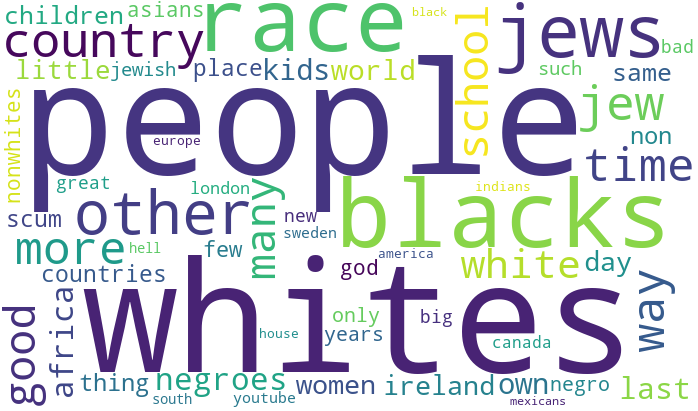 children asians black race jews
country
little jewish place kids world school such same bad
people
jew
nonwhites europe non
great london indians time
scum other new many blacks
more hell few sweden america white day
countries god
whites
good africa only big way
house years canada
thing negroes women ireland own negro last
south youtube mexicans